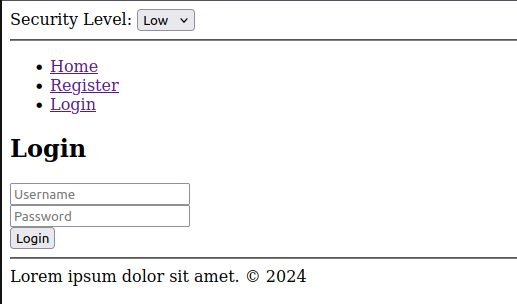 Security Level: Low
Home
Register
Login
Login
Username
Password
Login
Lorem ipsum dolor sit amet. © 2024